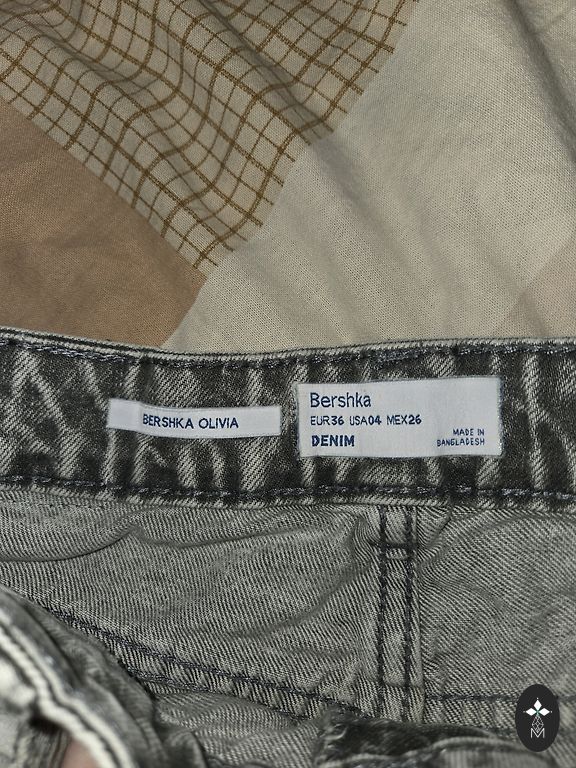 BERSHKA OLIVIA
Bershka
EUR36 USA04 MEX26
DENIM
MADE IN
BANGLADESH
M